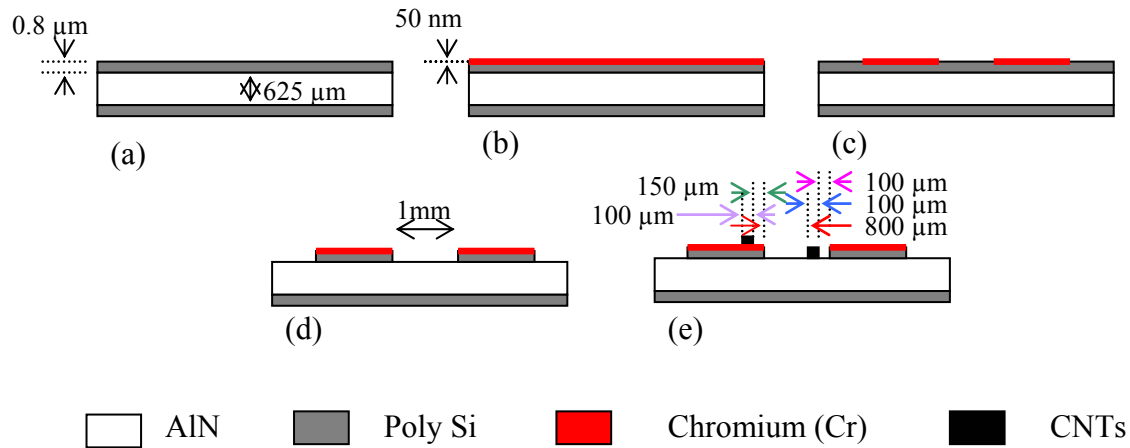 0.8 µm
50 nm
625 µm
(a)
(b)
(c)
150 µm
100 µm
100 µm
100 µm
800 µm
1mm
(d)
(e)
AlN
Poly Si
Chromium (Cr)
CNTs